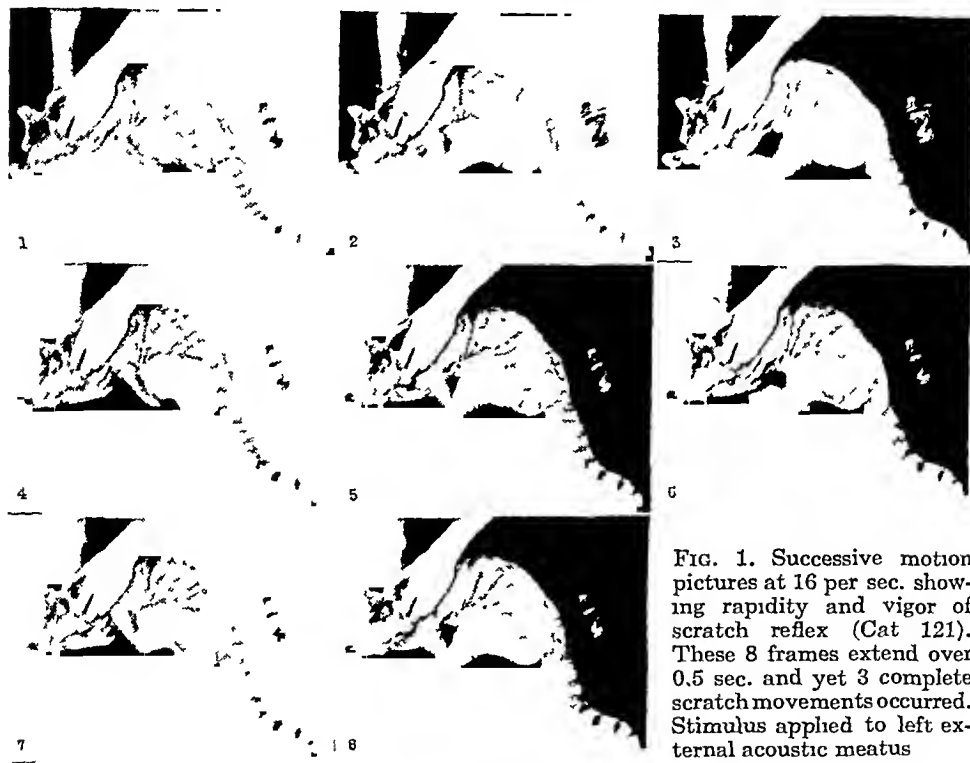 1
2
3
4
5
6
7
8
FIG. 1. Successive motion
pictures at 16 per sec. show-
ing rapidity and vigor of
scratch reflex (Cat 121).
These 8 frames extend over
0.5 sec. and yet 3 complete
scratch movements occurred.
Stimulus applied to left ex-
ternal acoustic meatus